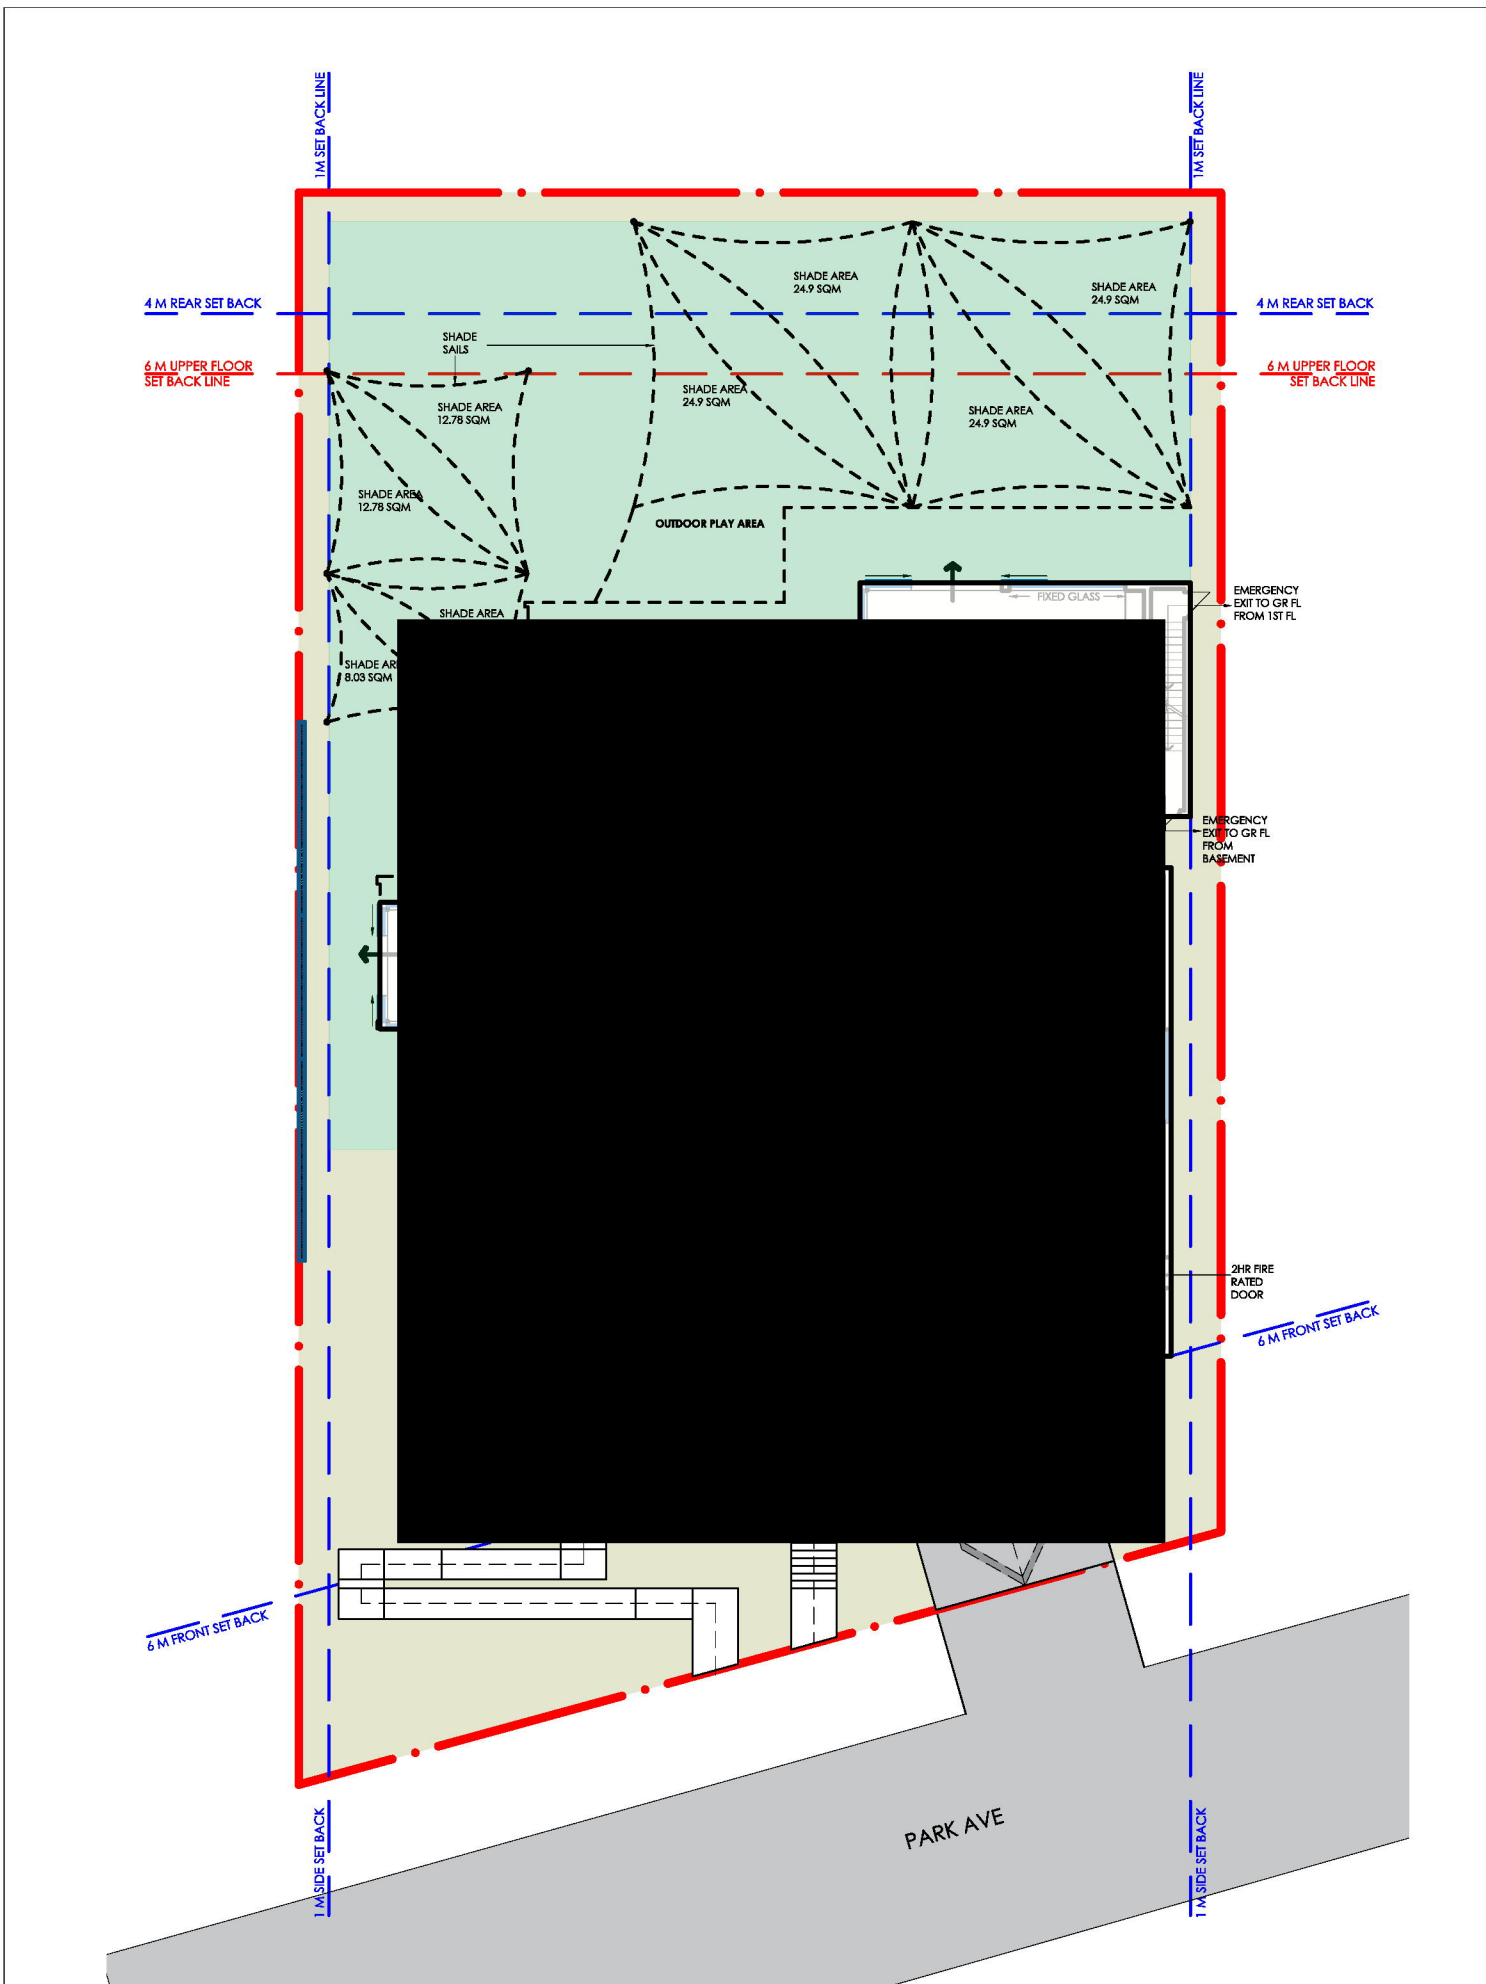 1M SET BACK LINE
1M SET BACK LINE
SHADE AREA
24.9 SQM
SHADE AREA
24.9 SQM
4 M REAR SET BACK
4 M REAR SET BACK
SHADE
SAILS
6 M UPPER FLOOR
SET BACK LINE
6 M UPPER FLOOR
SET BACK LINE
SHADE AREA
24.9 SQM
SHADE AREA
12.78 SQM
SHADE AREA
24.9 SQM
SHADE AREA
12.78 SQM
OUTDOOR PLAY AREA
FIXED GLASS
EMERGENCY
EXIT TO GR FL
FROM 1ST FL
SHADE AREA
SHADE AR
8.03 SQM
EMERGENCY
EXIT TO GR FL
FROM
BASEMENT
2HR FIRE
RATED
DOOR
6 M FRONT SET BACK
6 M FRONT SET BACK
PARK AVE
1 M SIDE SET BACK
1 M SIDE SET BACK